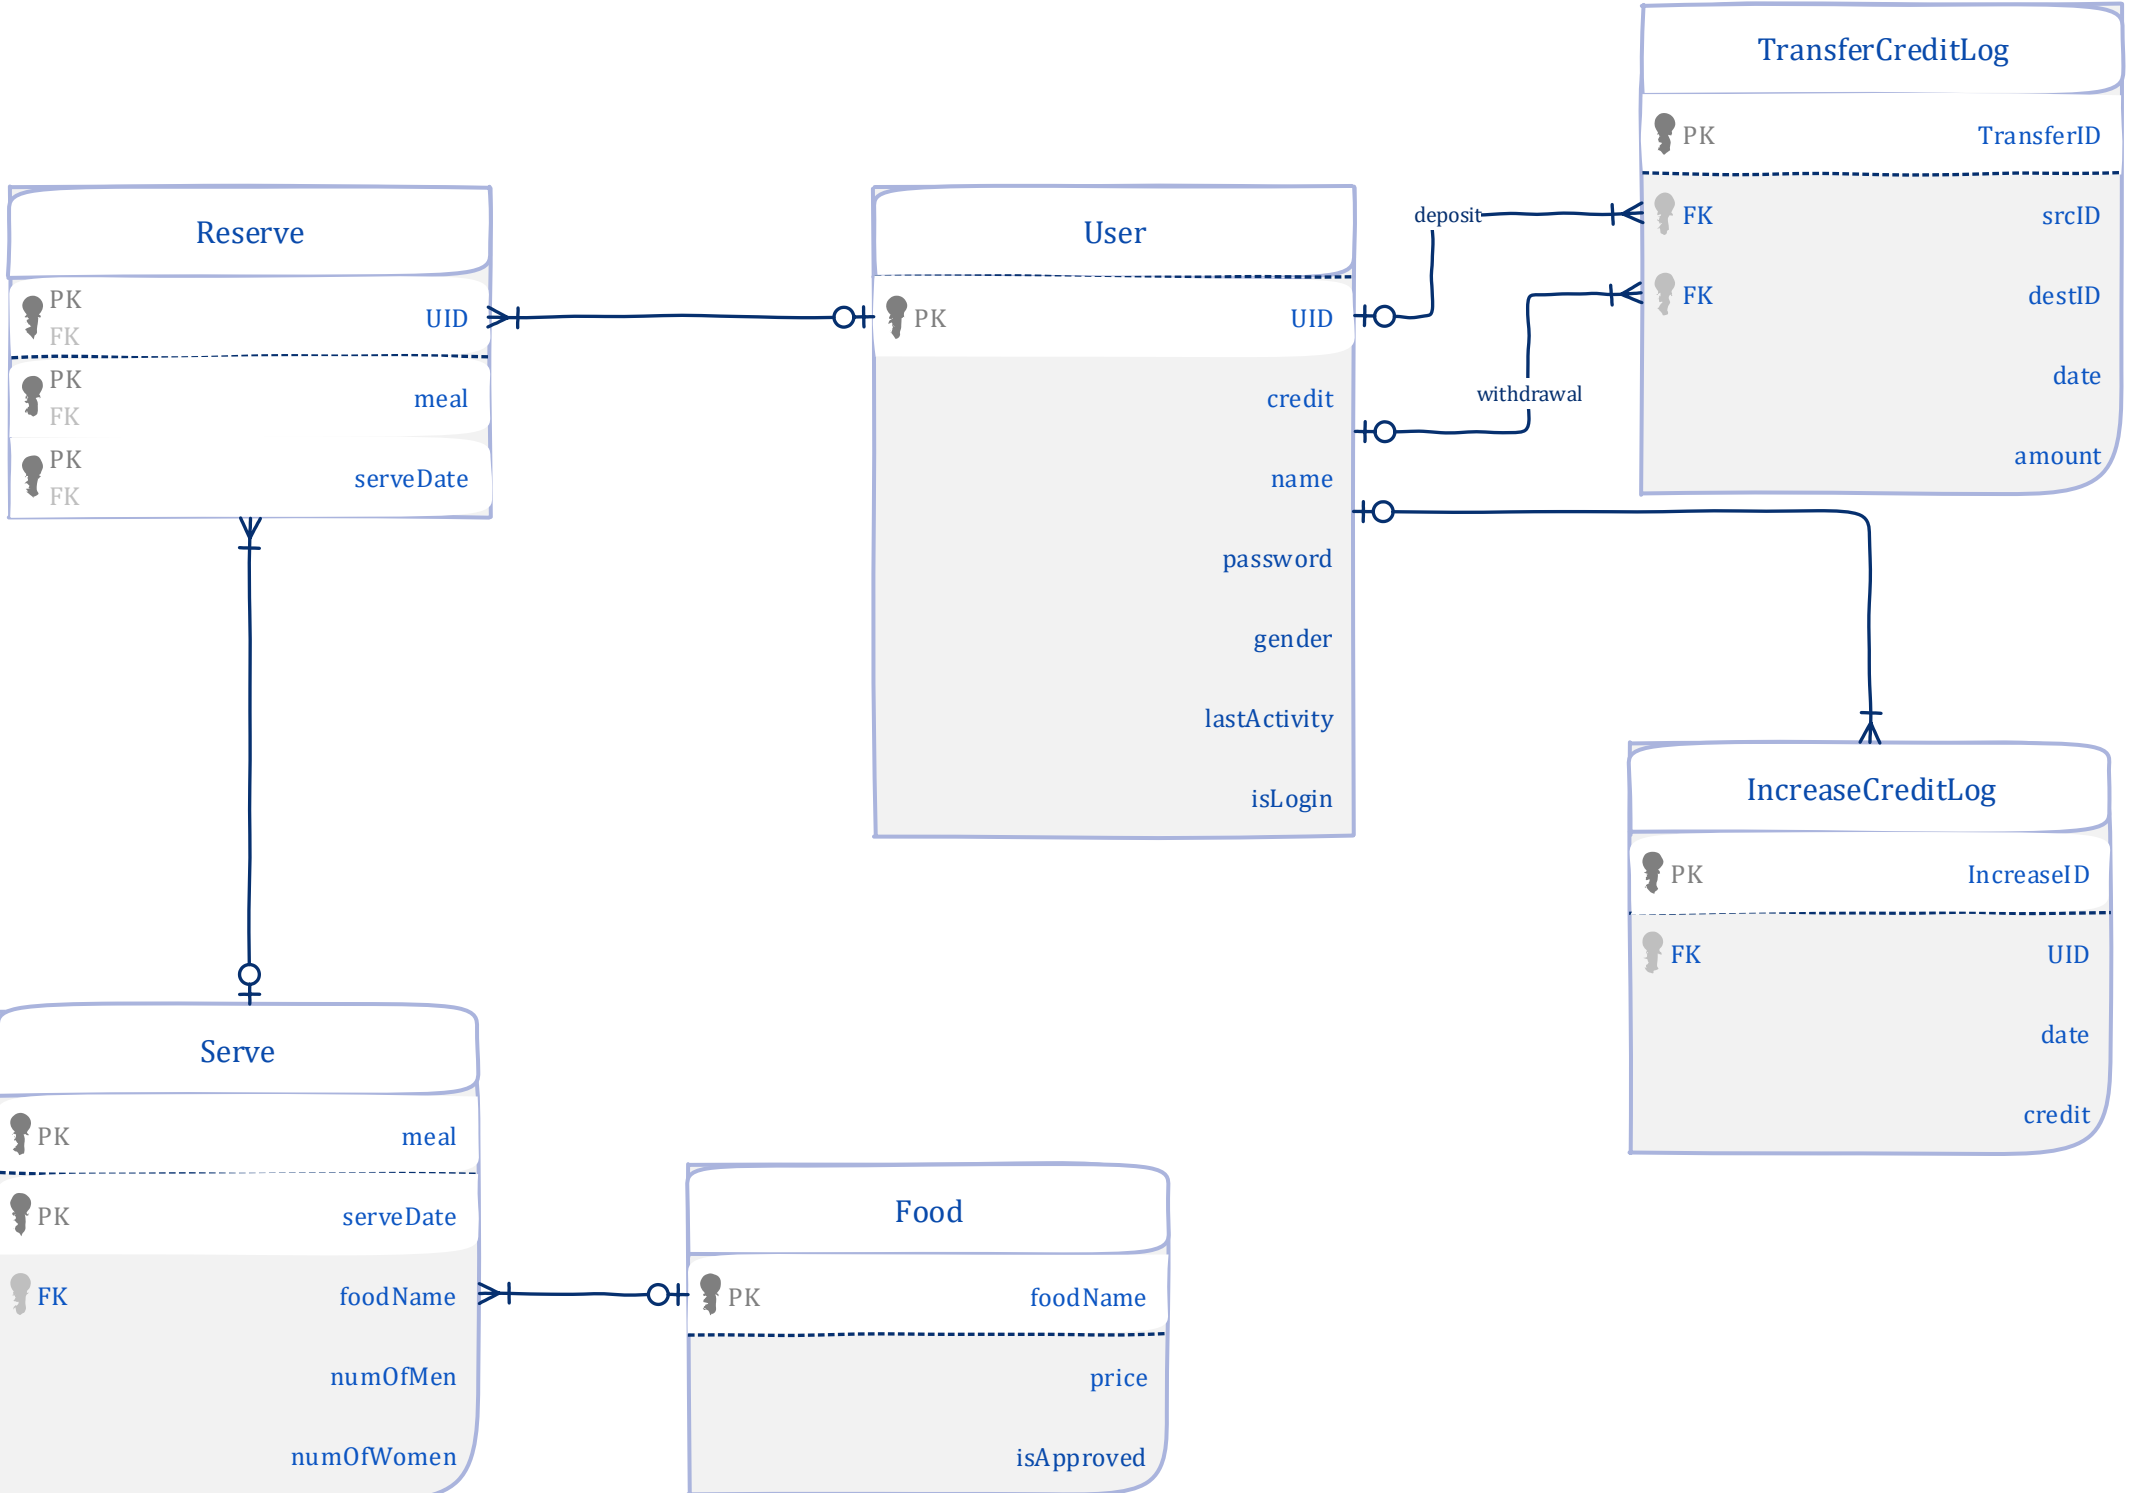 TransferCreditLog
PK TransferID
FK srcID
FK destID
date
amount
Reserve
PK
FK
UID
PK
FK
meal
PK
FK
serveDate
User
PK UID
credit
name
password
gender
lastActivity
isLogin
deposit
withdrawal
IncreaseCreditLog
PK IncreaseID
FK UID
date
credit
Serve
PK meal
PK serveDate
FK foodName
numOfMen
numOfWomen
Food
PK foodName
price
isApproved